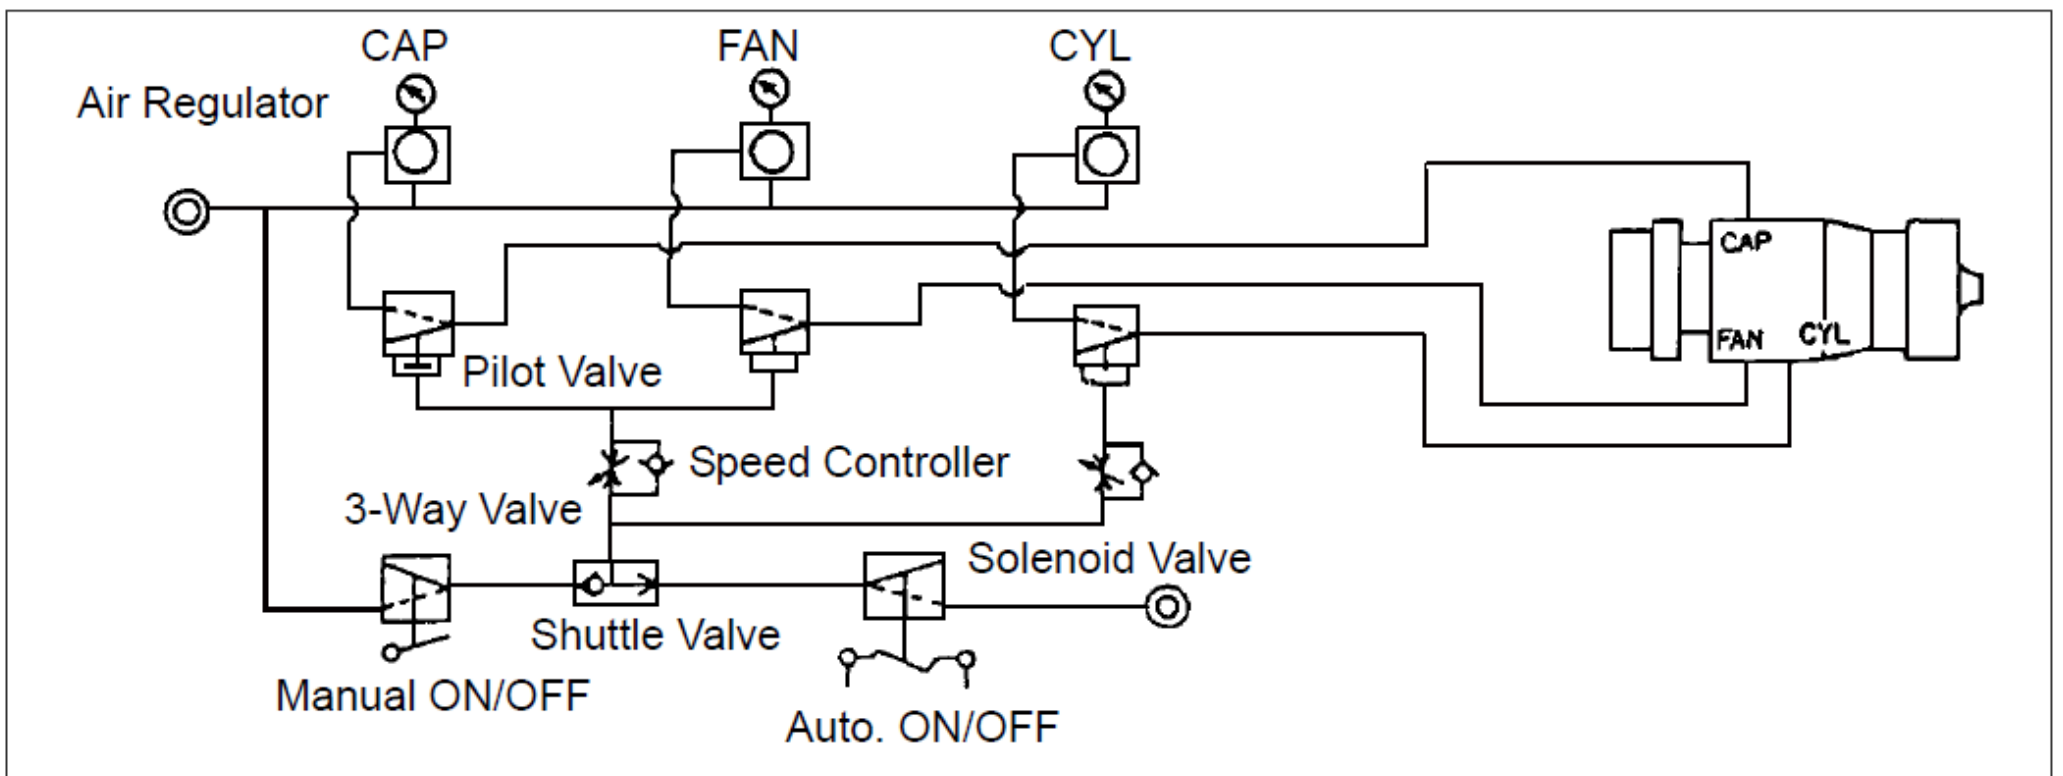 CAP
FAN
CYL
Air Regulator
CAP
FAN
CYL
Pilot Valve
Speed Controller
3-Way Valve
Solenoid Valve
Shuttle Valve
Manual ON/OFF
Auto. ON/OFF